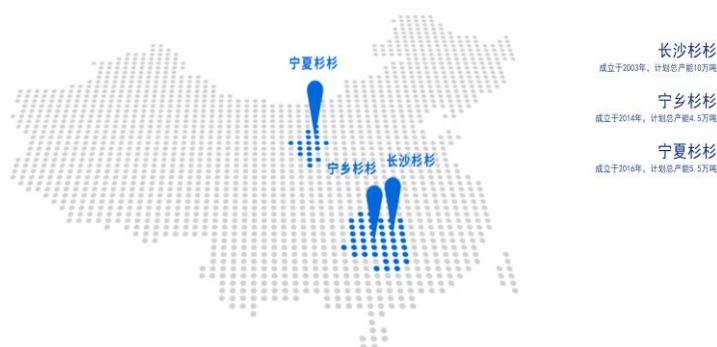 宁夏杉杉
宁乡杉杉
长沙杉杉
长沙杉杉
成立于2003年，计划总产能10万吨
宁乡杉杉
成立于2014年，计划总产能4.5万吨
宁夏杉杉
成立于2016年，计划总产能5.5万吨